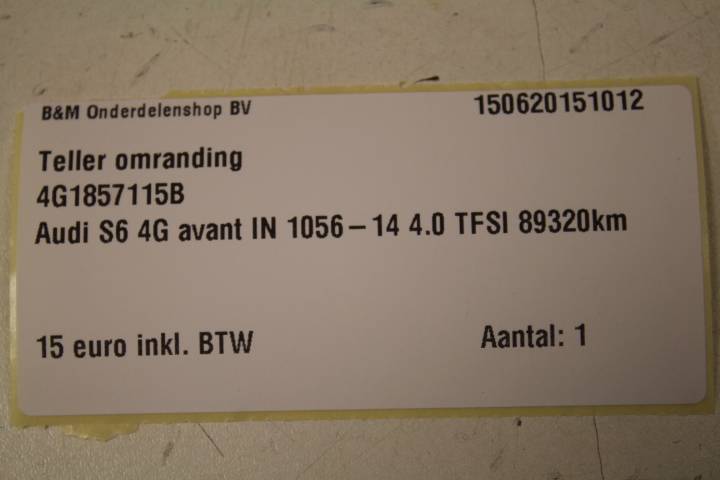 B&M Onderdelenshop BV 150620151012
Teller omranding
4G1857115B
Audi S6 4G avant IN 1056-14 4.0 TFSI 89320km
15 euro inkl. BTW Aantal: 1